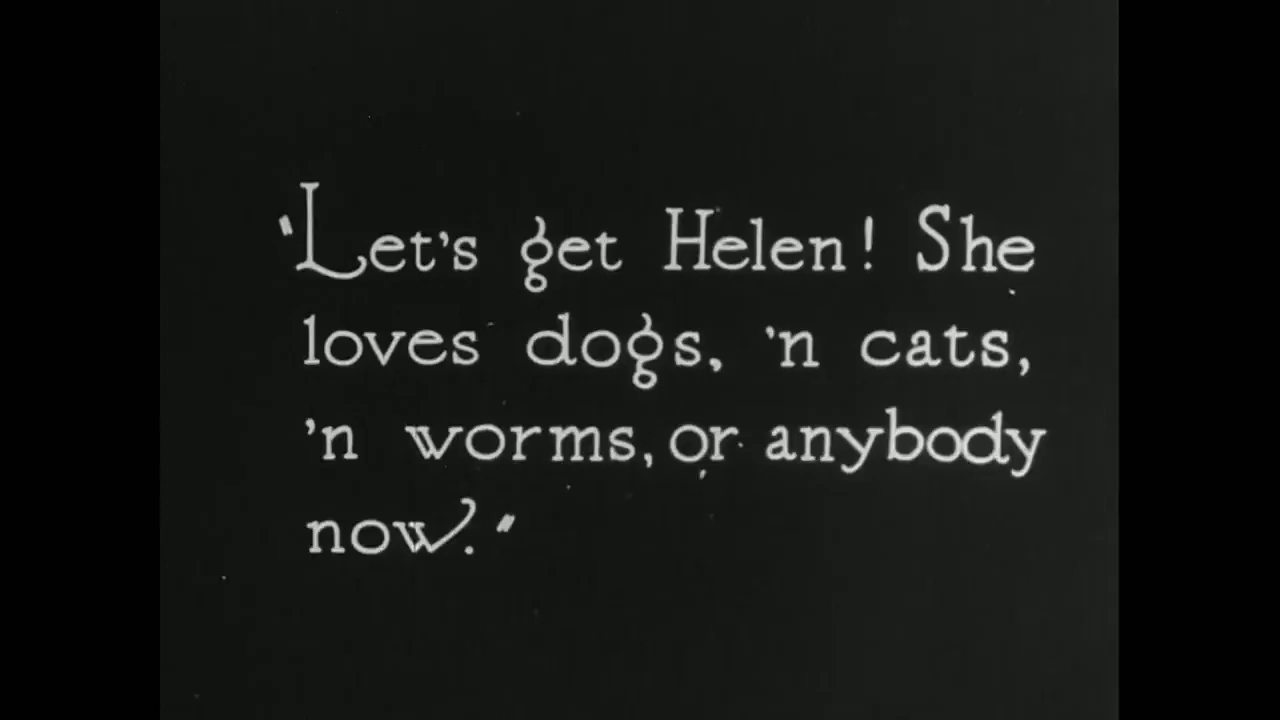 "Let's get Helen! She
loves dogs, 'n cats,
'n worms, or anybody
now."